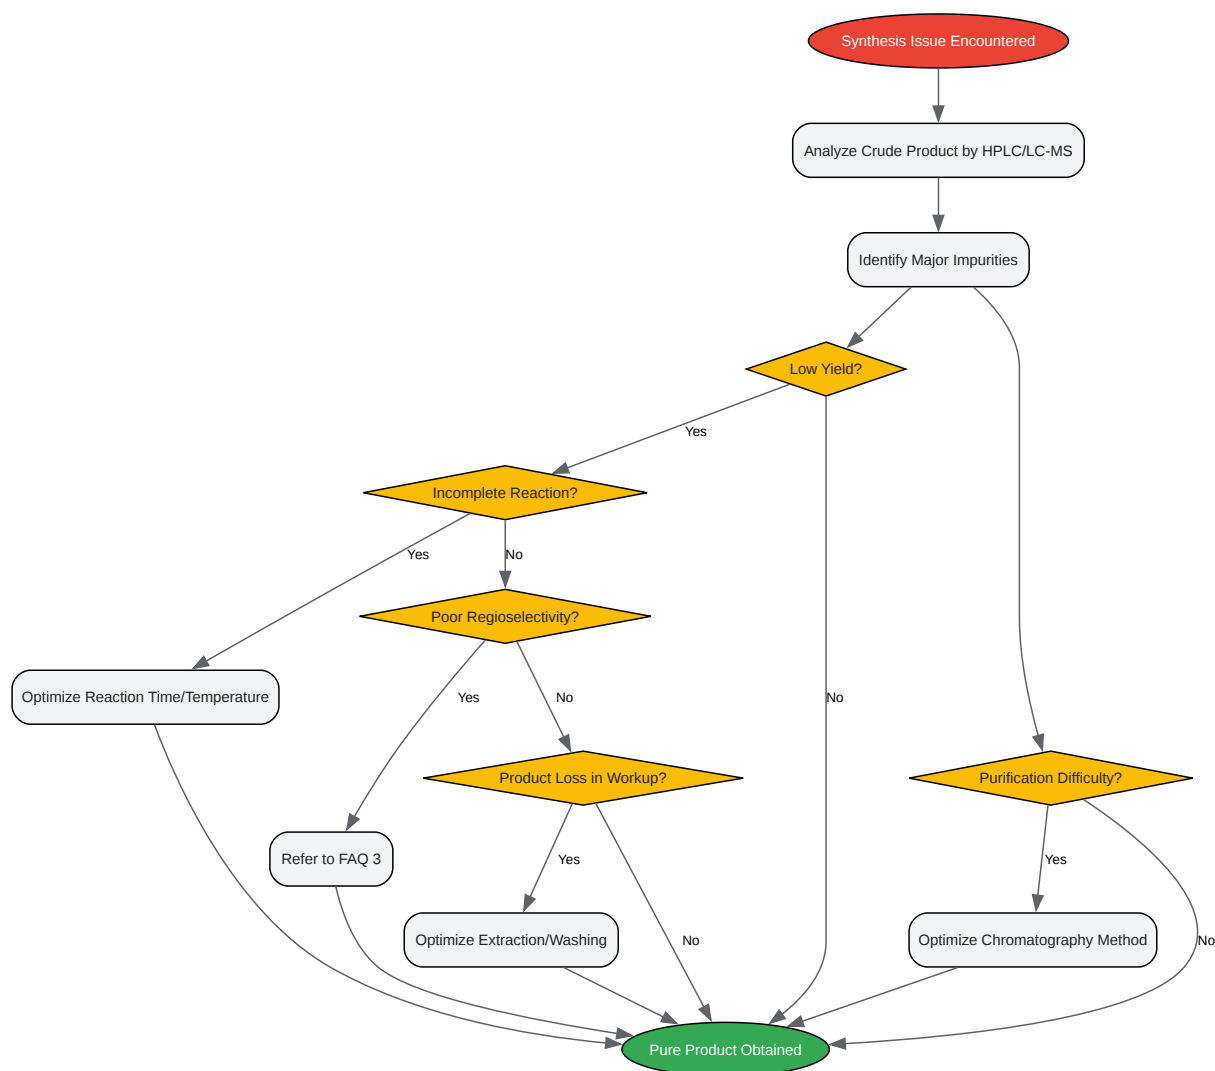 Synthesis Issue Encountered
Analyze Crude Product by HPLC/LC-MS
Identify Major Impurities
Low Yield?
Yes
Incomplete Reaction?
Yes
No
Poor Regioselectivity?
Optimize Reaction Time/Temperature
Yes
No
No
Product Loss in Workup?
Purification Difficulty?
Refer to FAQ 3
Yes
Yes
Optimize Extraction/Washing
No
Optimize Chromatography Method
No
Pure Product Obtained